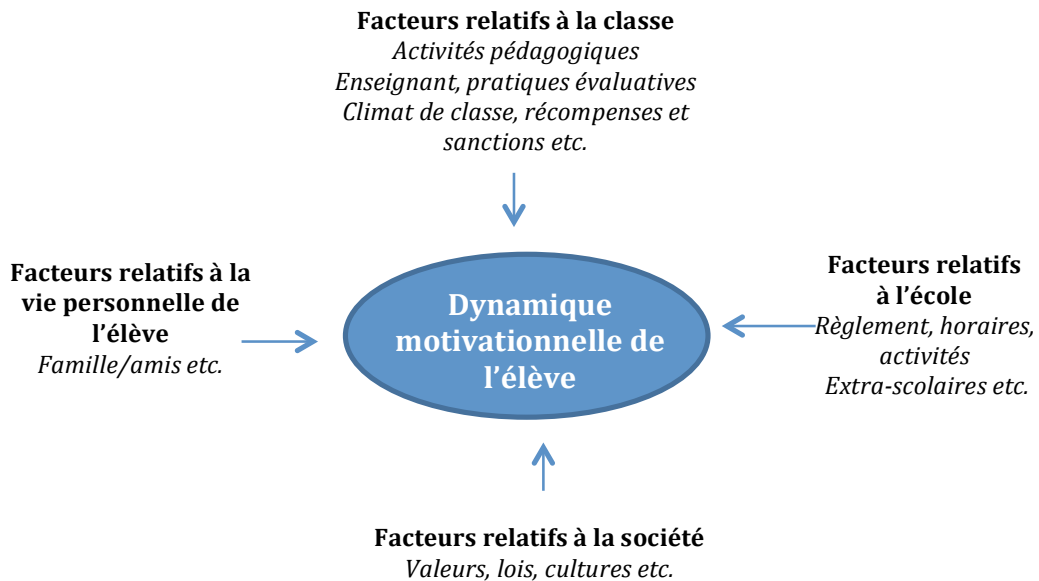 Facteurs relatifs à la classe
Activités pédagogiques
Enseignant, pratiques évaluatives
Climat de classe, récompenses et
sanctions etc.
Facteurs relatifs à la
vie personnelle de
l'élève
Famille/amis etc.
Dynamique
motivationnelle de
l'élève
Facteurs relatifs
à l'école
Règlement, horaires,
activités
Extra-scolaires etc.
Facteurs relatifs à la société
Valeurs, lois, cultures etc.